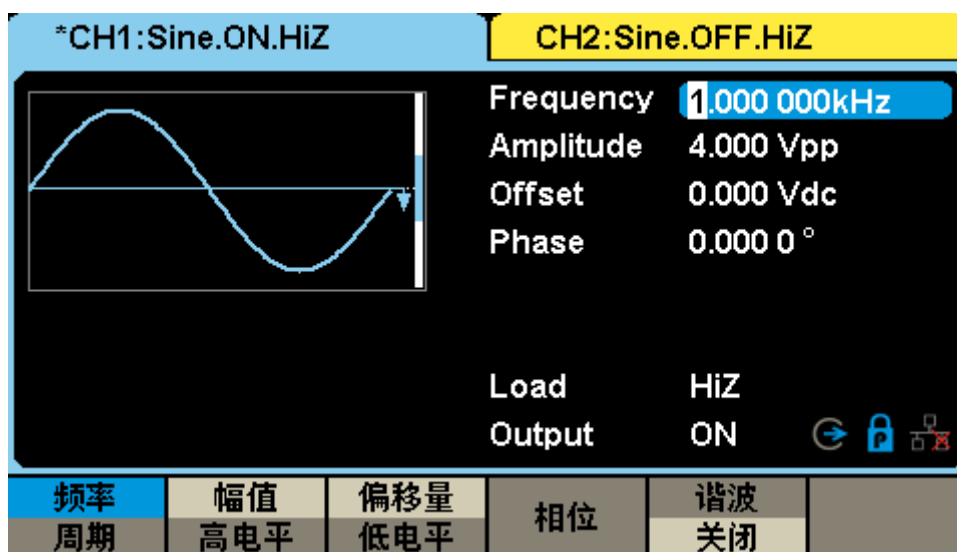 *CH1:Sine.ON.HiZ CH2:Sine.OFF.HiZ
Frequency 1.000 000kHz
Amplitude 4.000 Vpp
Offset 0.000 Vdc
Phase 0.000 0 °
Load HiZ
Output ON
频率 幅值 偏移量 相位 谐波
周期 高电平 低电平 关闭